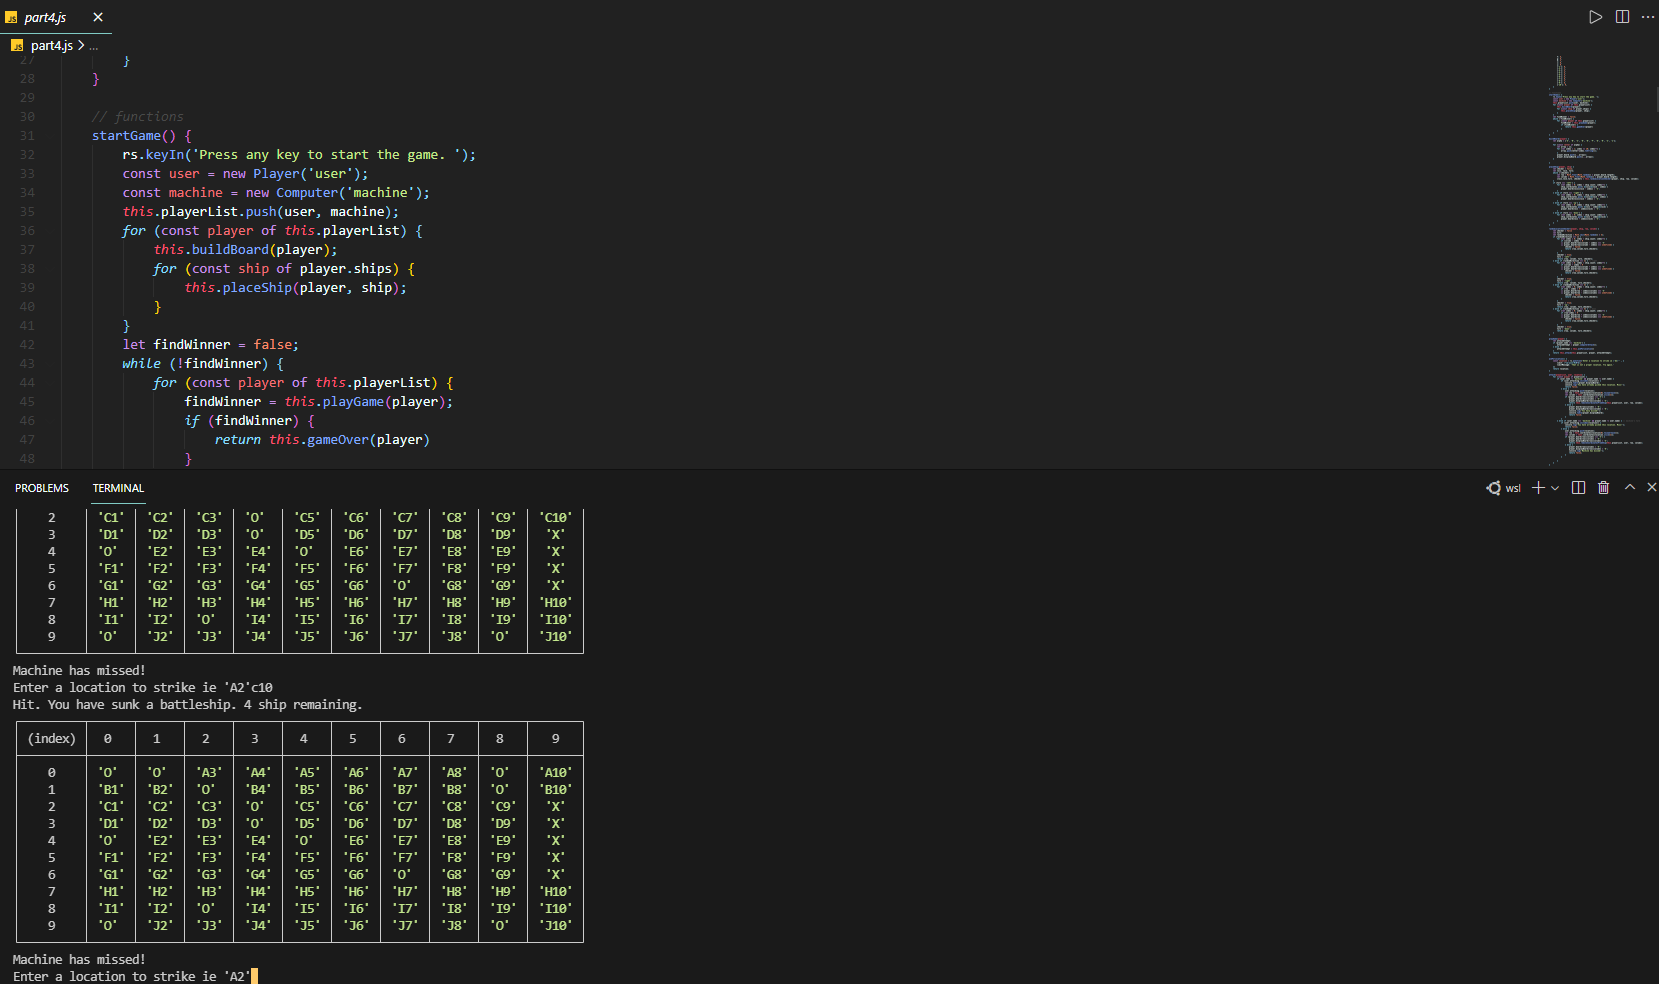 JS part4.js ×
JS part4.js > ...
27 }
28 }
29
30 // functions
31 startGame() {
32 rs.keyIn('Press any key to start the game. ');
33 const user = new Player('user');
34 const machine = new Computer('machine');
35 this.playerList.push(user, machine);
36 for (const player of this.playerList) {
37 this.buildBoard(player);
38 for (const ship of player.ships) {
39 this.placeShip(player, ship);
40 }
41 }
42 let findWinner = false;
43 while (!findWinner) {
44 for (const player of this.playerList) {
45 findWinner = this.playGame(player);
46 if (findWinner) {
47 return this.gameOver(player)
48 }
PROBLEMS TERMINAL wsl
2 'C1' 'C2' 'C3' 'O' 'C5' 'C6' 'C7' 'C8' 'C9' 'C10'
3 'D1' 'D2' 'D3' 'O' 'D5' 'D6' 'D7' 'D8' 'D9' 'X'
4 'O' 'E2' 'E3' 'E4' 'O' 'E6' 'E7' 'E8' 'E9' 'X'
5 'F1' 'F2' 'F3' 'F4' 'F5' 'F6' 'F7' 'F8' 'F9' 'X'
6 'G1' 'G2' 'G3' 'G4' 'G5' 'G6' 'O' 'G8' 'G9' 'X'
7 'H1' 'H2' 'H3' 'H4' 'H5' 'H6' 'H7' 'H8' 'H9' 'H10'
8 'I1' 'I2' 'O' 'I4' 'I5' 'I6' 'I7' 'I8' 'I9' 'I10'
9 'O' 'J2' 'J3' 'J4' 'J5' 'J6' 'J7' 'J8' 'O' 'J10'
Machine has missed!
Enter a location to strike ie 'A2'c10
Hit. You have sunk a battleship. 4 ship remaining.
(index) 0 1 2 3 4 5 6 7 8 9
0 'O' 'O' 'A3' 'A4' 'A5' 'A6' 'A7' 'A8' 'O' 'A10'
1 'B1' 'B2' 'O' 'B4' 'B5' 'B6' 'B7' 'B8' 'O' 'B10'
2 'C1' 'C2' 'C3' 'O' 'C5' 'C6' 'C7' 'C8' 'C9' 'X'
3 'D1' 'D2' 'D3' 'O' 'D5' 'D6' 'D7' 'D8' 'D9' 'X'
4 'O' 'E2' 'E3' 'E4' 'O' 'E6' 'E7' 'E8' 'E9' 'X'
5 'F1' 'F2' 'F3' 'F4' 'F5' 'F6' 'F7' 'F8' 'F9' 'X'
6 'G1' 'G2' 'G3' 'G4' 'G5' 'G6' 'O' 'G8' 'G9' 'X'
7 'H1' 'H2' 'H3' 'H4' 'H5' 'H6' 'H7' 'H8' 'H9' 'H10'
8 'I1' 'I2' 'O' 'I4' 'I5' 'I6' 'I7' 'I8' 'I9' 'I10'
9 'O' 'J2' 'J3' 'J4' 'J5' 'J6' 'J7' 'J8' 'O' 'J10'
Machine has missed!
Enter a location to strike ie 'A2'